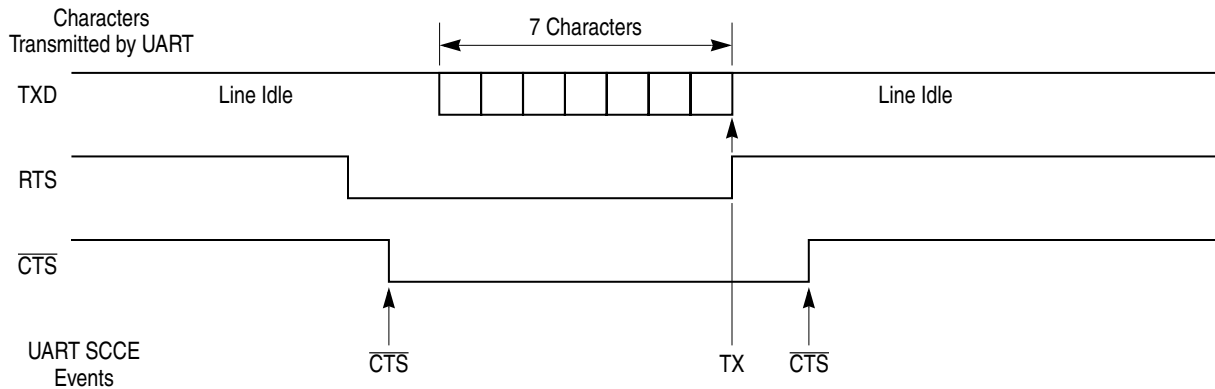 Characters
Transmitted by UART
7 Characters
TXD
Line Idle
Line Idle
RTS
CTS
UART SCCE
Events
CTS
TX
CTS